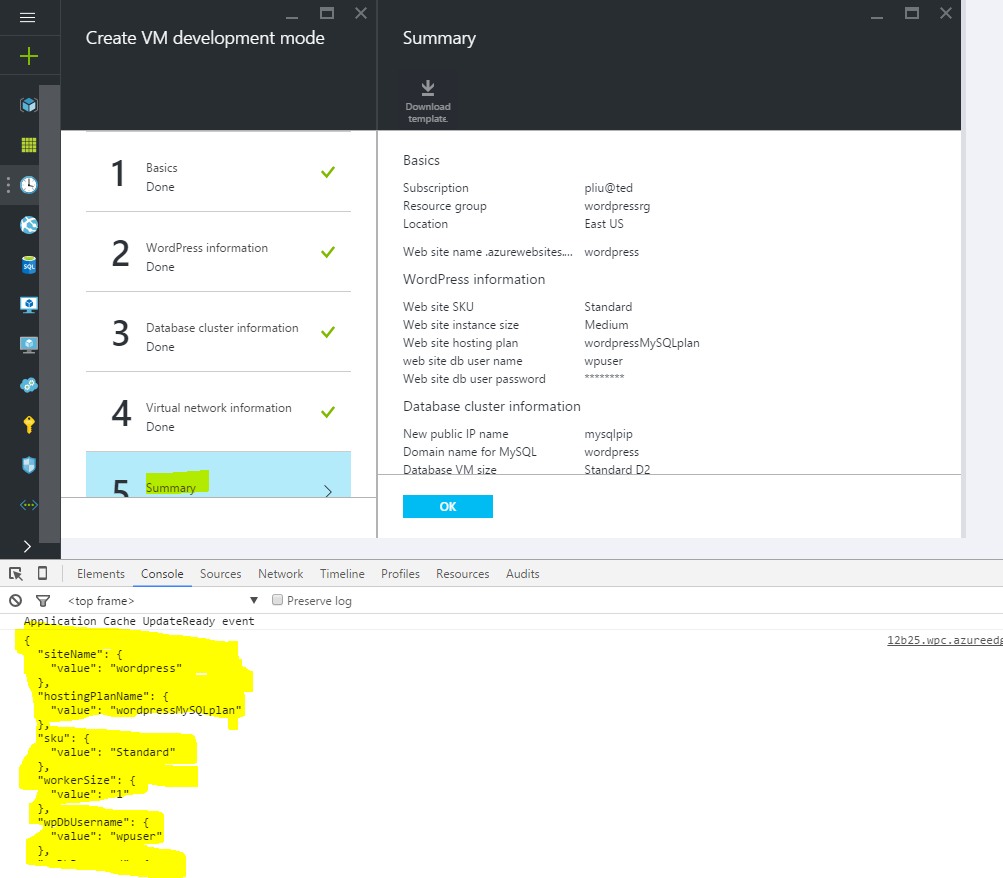 Create VM development mode
1
Basics
Done
2
WordPress information
Done
3
Database cluster information
Done
4
Virtual network information
Done
5
Summary
Summary
Download
template
Basics
Subscription pliu@ted
Resource group wordpressrg
Location East US
Web site name .azurewebsites.... wordpress
WordPress information
Web site SKU Standard
Web site instance size Medium
Web site hosting plan wordpressMySQLplan
web site db user name wpuser
Web site db user password ********
Database cluster information
New public IP name mysqlpip
Domain name for MySQL wordpress
Database VM size Standard D2
OK
SQL
Elements Console Sources Network Timeline Profiles Resources Audits
<top frame> ▼ Preserve log
Application Cache UpdateReady event
12b25.wpc.azureedg
{
"siteName": {
"value": "wordpress"
},
"hostingPlanName": {
"value": "wordpressMySQLplan"
},
"sku": {
"value": "Standard"
},
"workerSize": {
"value": "1"
},
"wpDbUsername": {
"value": "wpuser"
},